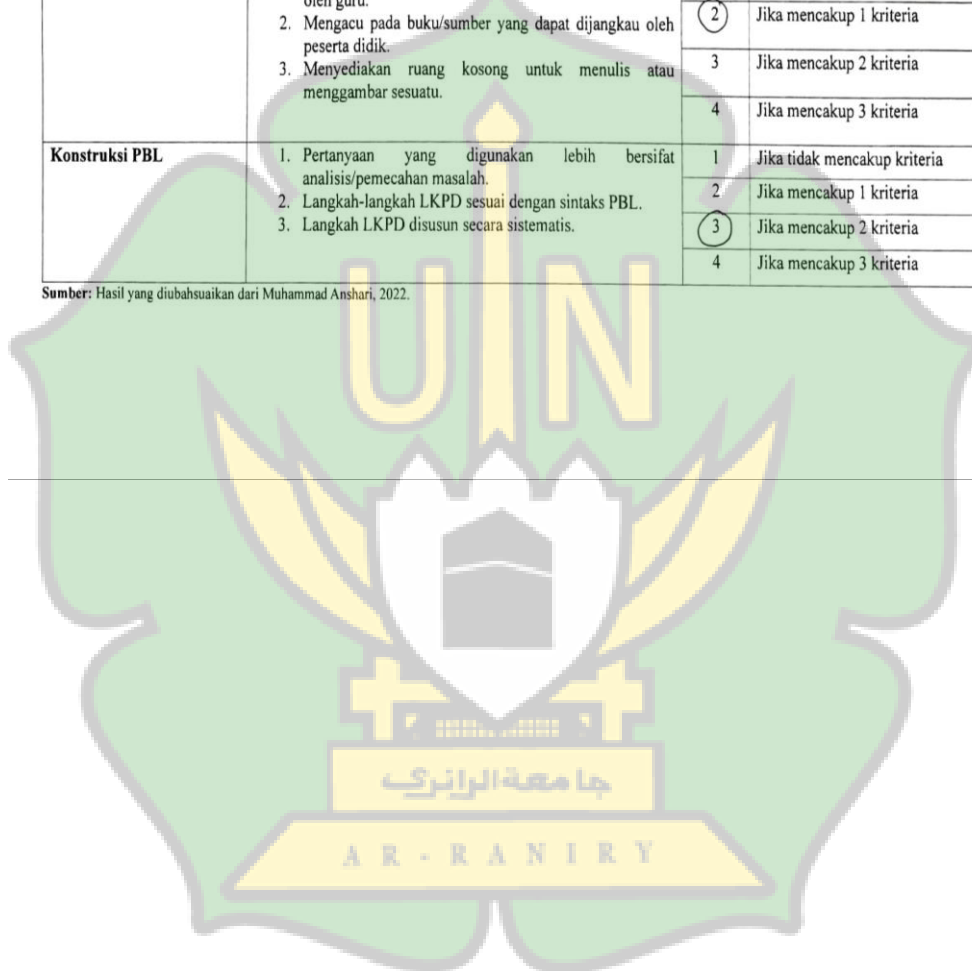 oleh guru.
2. Mengacu pada buku/sumber yang dapat dijangkau oleh
peserta didik.
3. Menyediakan ruang kosong untuk menulis atau
menggambar sesuatu.
2 Jika mencakup 1 kriteria
3 Jika mencakup 2 kriteria
4 Jika mencakup 3 kriteria
Konstruksi PBL
1. Pertanyaan yang digunakan lebih bersifat
analisis/pemecahan masalah.
2. Langkah-langkah LKPD sesuai dengan sintaks PBL.
3. Langkah LKPD disusun secara sistematis.
1 Jika tidak mencakup kriteria
2 Jika mencakup 1 kriteria
3 Jika mencakup 2 kriteria
4 Jika mencakup 3 kriteria
Sumber: Hasil yang diubahsuaikan dari Muhammad Anshari, 2022.
U N
جامعة الرانري
AR-RANIRY